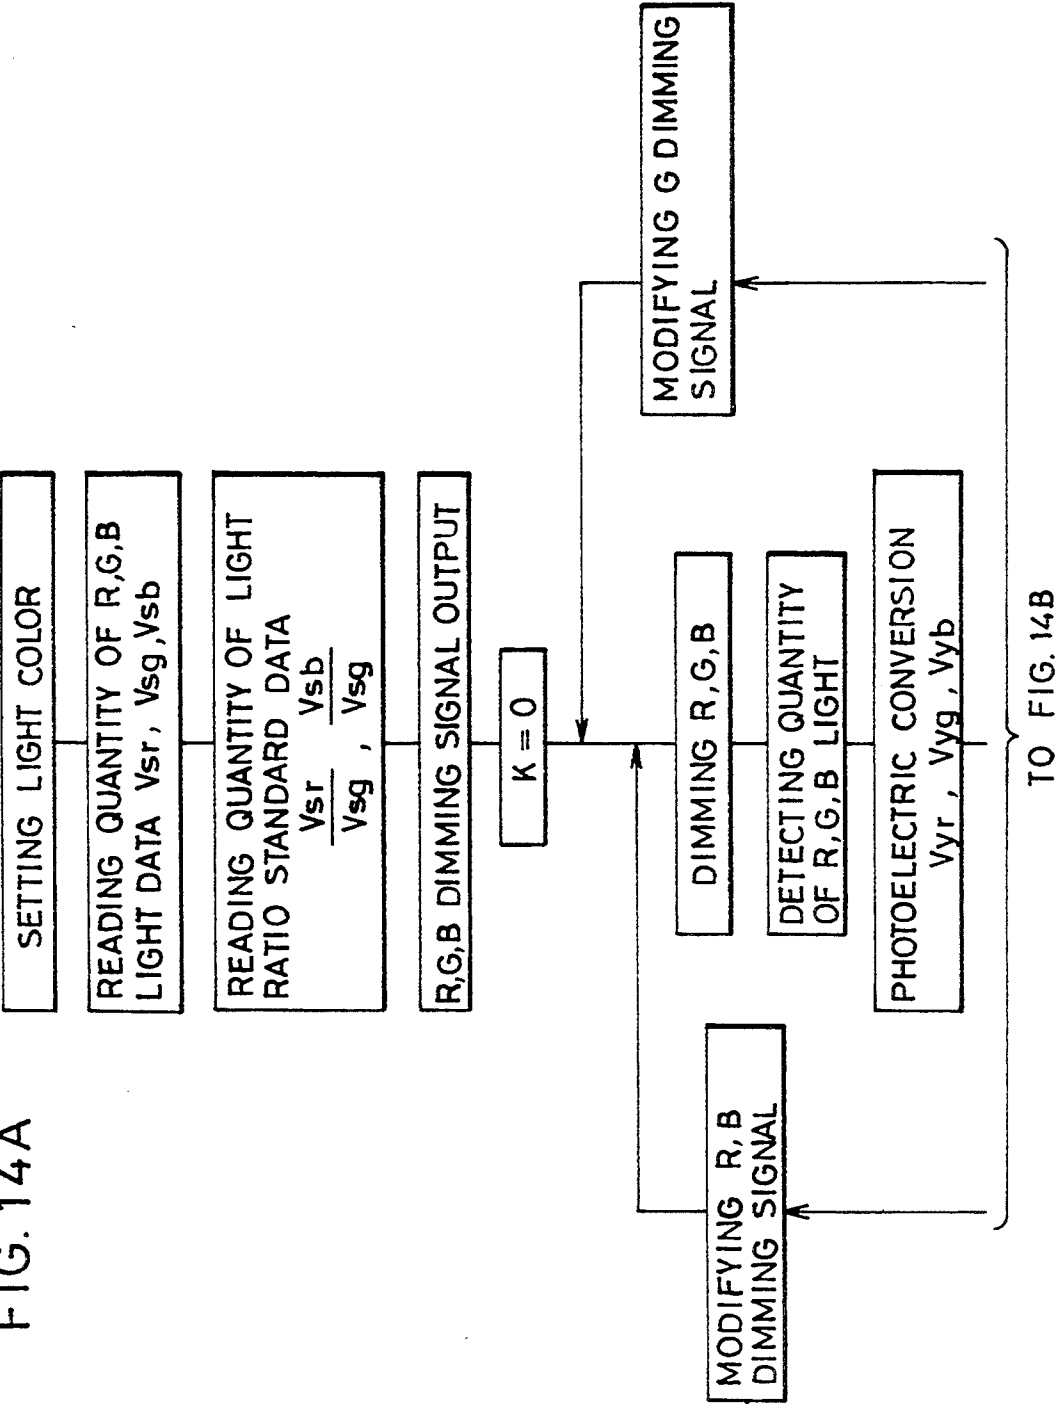 FIG. 14A
SETTING LIGHT COLOR
READING QUANTITY OF R,G,B
LIGHT DATA Vsr, Vsg, Vsb
READING QUANTITY OF LIGHT
RATIO STANDARD DATA
Vsr Vsb
Vsg , Vsg
R,G,B DIMMING SIGNAL OUTPUT
K = 0
MODIFYING R,B
DIMMING SIGNAL
DIMMING R,G,B
MODIFYING G DIMMING
SIGNAL
DETECTING QUANTITY
OF R,G,B LIGHT
PHOTOELECTRIC CONVERSION
Vyr , Vyg , Vyb
TO FIG. 14B